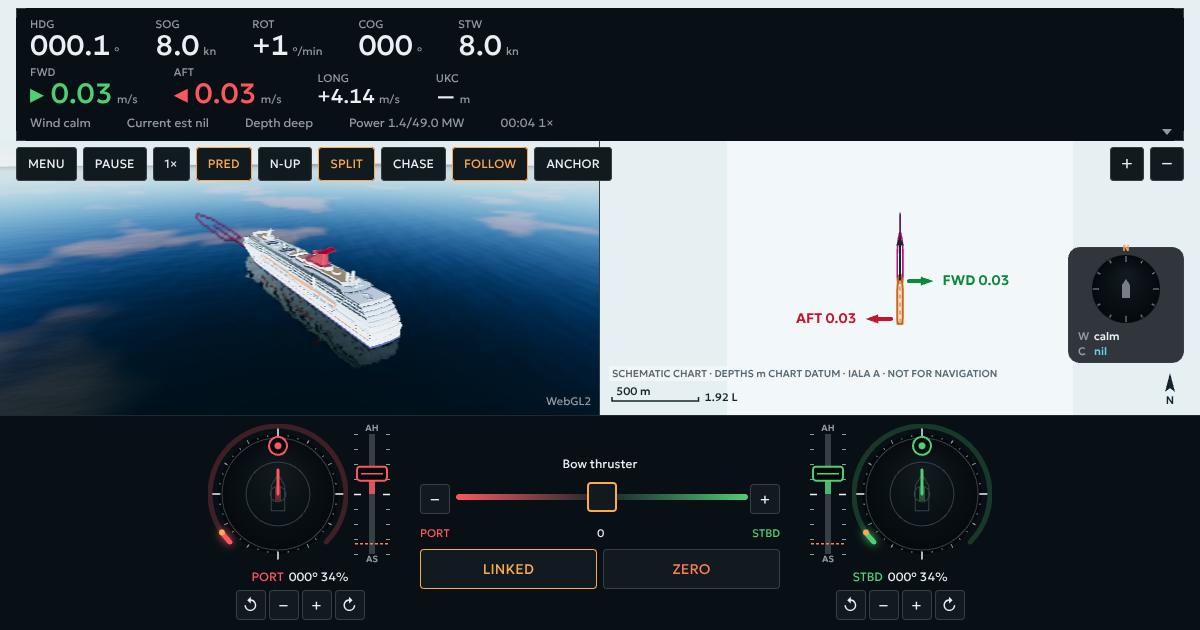 HDG SOG ROT COG STW
000.1 ° 8.0 kn +1 °/min 000 ° 8.0 kn
FWD AFT LONG UKC
▶ 0.03 m/s ◀ 0.03 m/s +4.14 m/s — m
Wind calm Current est nil Depth deep Power 1.4/49.0 MW 00:04 1×
MENU PAUSE 1× PRED N-UP SPLIT CHASE FOLLOW ANCHOR + −
N
FWD 0.03
AFT 0.03
W calm
C nil
SCHEMATIC CHART · DEPTHS m CHART DATUM · IALA A · NOT FOR NAVIGATION
500 m
1.92 L
N
WebGL2
AH AH
Bow thruster
− +
PORT 0 STBD
AS AS
LINKED ZERO
PORT 000° 34% STBD 000° 34%
− + − +